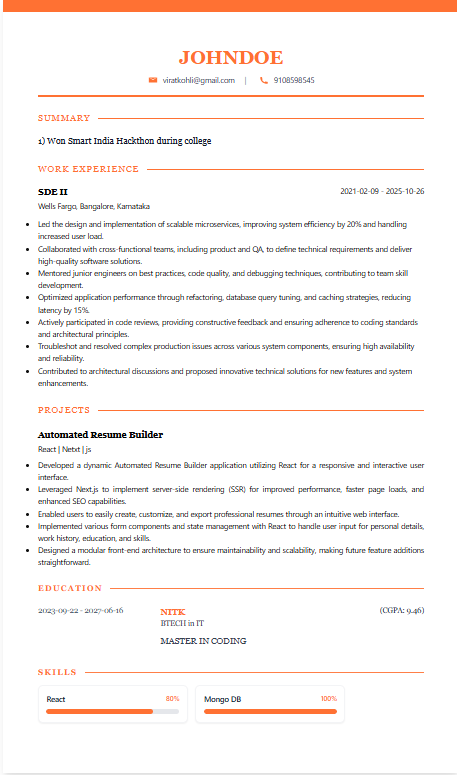 JOHNDOE
viratkohli@gmail.com | 9108598545
SUMMARY
1) Won Smart India Hackthon during college
WORK EXPERIENCE
SDE II 2021-02-09 - 2025-10-26
Wells Fargo, Bangalore, Karnataka
• Led the design and implementation of scalable microservices, improving system efficiency by 20% and handling
increased user load.
• Collaborated with cross-functional teams, including product and QA, to define technical requirements and deliver
high-quality software solutions.
• Mentored junior engineers on best practices, code quality, and debugging techniques, contributing to team skill
development.
• Optimized application performance through refactoring, database query tuning, and caching strategies, reducing
latency by 15%.
• Actively participated in code reviews, providing constructive feedback and ensuring adherence to coding standards
and architectural principles.
• Troubleshot and resolved complex production issues across various system components, ensuring high availability
and reliability.
• Contributed to architectural discussions and proposed innovative technical solutions for new features and system
enhancements.
PROJECTS
Automated Resume Builder
React | Netxt | js
• Developed a dynamic Automated Resume Builder application utilizing React for a responsive and interactive user
interface.
• Leveraged Next.js to implement server-side rendering (SSR) for improved performance, faster page loads, and
enhanced SEO capabilities.
• Enabled users to easily create, customize, and export professional resumes through an intuitive web interface.
• Implemented various form components and state management with React to handle user input for personal details,
work history, education, and skills.
• Designed a modular front-end architecture to ensure maintainability and scalability, making future feature additions
straightforward.
EDUCATION
2023-09-22 - 2027-06-16 NITK (CGPA: 9.46)
BTECH in IT
MASTER IN CODING
SKILLS
React 80% Mongo DB 100%